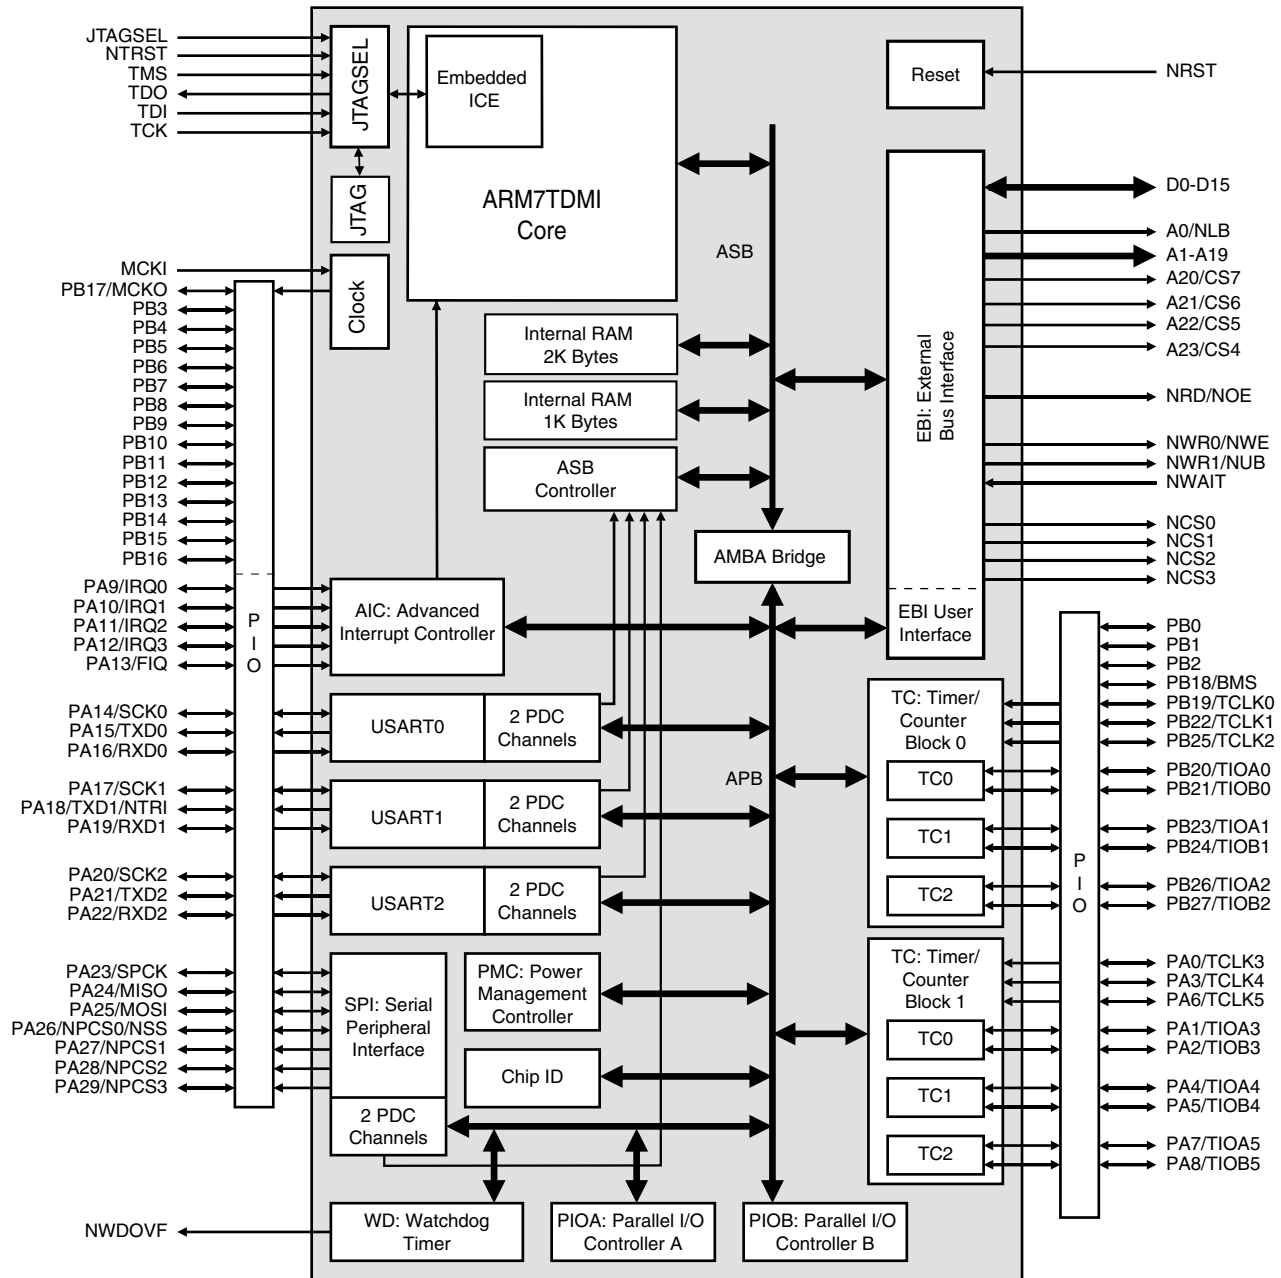 JTAGSEL
NTRST
TMS
TDO
TDI
TCK
MCKI
PB17/MCKO
PB3
PB4
PB5
PB6
PB7
PB8
PB9
PB10
PB11
PB12
PB13
PB14
PB15
PB16
PA9/IRQ0
PA10/IRQ1
PA11/IRQ2
PA12/IRQ3
PA13/FIQ
PA14/SCK0
PA15/TXD0
PA16/RXD0
PA17/SCK1
PA18/TXD1/NTRI
PA19/RXD1
PA20/SCK2
PA21/TXD2
PA22/RXD2
PA23/SPCK
PA24/MISO
PA25/MOSI
PA26/NPCS0/NSS
PA27/NPCS1
PA28/NPCS2
PA29/NPCS3
NWDOVF
P
I
O
JTAGSEL
JTAG
Clock
Embedded
ICE
ARM7TDMI
Core
Internal RAM
2K Bytes
Internal RAM
1K Bytes
ASB
Controller
AIC: Advanced
Interrupt Controller
USART0
2 PDC
Channels
USART1
2 PDC
Channels
USART2
2 PDC
Channels
SPI: Serial
Peripheral
Interface
2 PDC
Channels
PMC: Power
Management
Controller
Chip ID
WD: Watchdog
Timer
PIOA: Parallel I/O
Controller A
PIOB: Parallel I/O
Controller B
ASB
AMBA Bridge
APB
Reset
EBI: External
Bus Interface
EBI User
Interface
TC: Timer/
Counter
Block 0
TC0
TC1
TC2
TC: Timer/
Counter
Block 1
TC0
TC1
TC2
P
I
O
NRST
D0-D15
A0/NLB
A1-A19
A20/CS7
A21/CS6
A22/CS5
A23/CS4
NRD/NOE
NWR0/NWE
NWR1/NUB
NWAIT
NCS0
NCS1
NCS2
NCS3
PB0
PB1
PB2
PB18/BMS
PB19/TCLK0
PB22/TCLK1
PB25/TCLK2
PB20/TIOA0
PB21/TIOB0
PB23/TIOA1
PB24/TIOB1
PB26/TIOA2
PB27/TIOB2
PA0/TCLK3
PA3/TCLK4
PA6/TCLK5
PA1/TIOA3
PA2/TIOB3
PA4/TIOA4
PA5/TIOB4
PA7/TIOA5
PA8/TIOB5